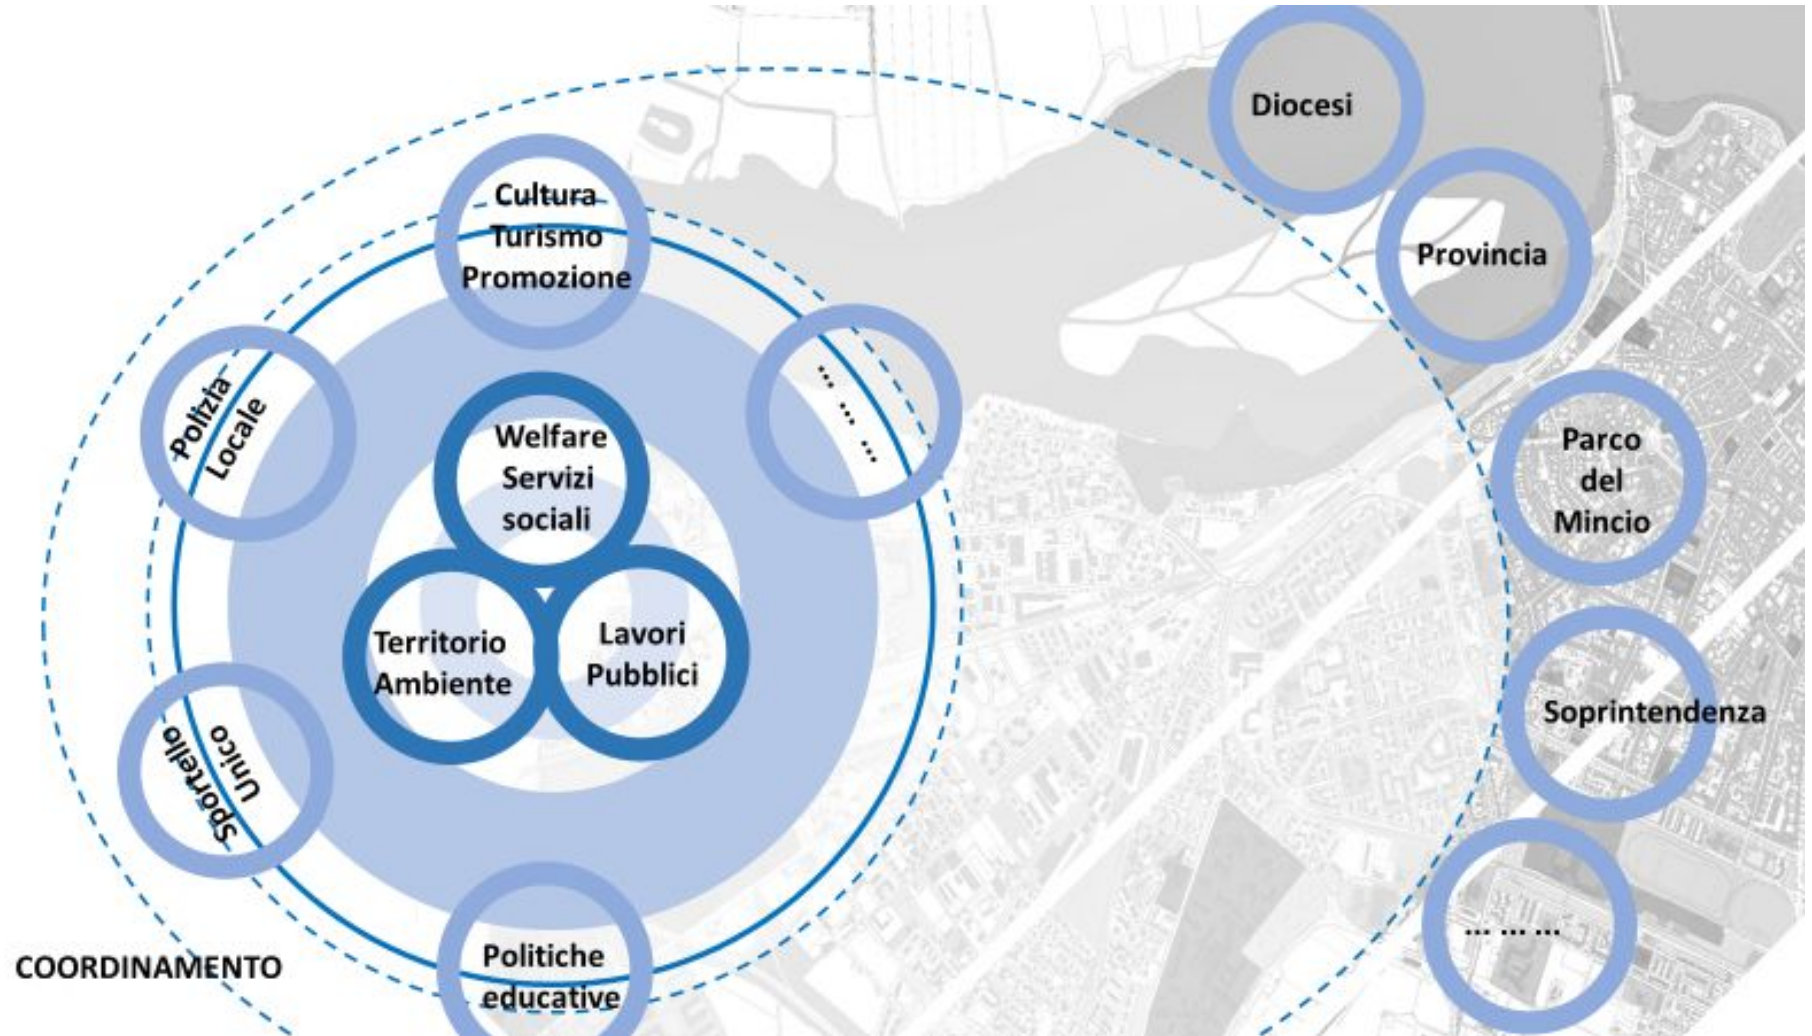 Diocesi
Cultura
Turismo
Promozione
Provincia
... ... ...
Polizia
Locale
Welfare
Servizi
sociali
Parco
del
Mincio
Territorio
Ambiente
Lavori
Pubblici
Soprintendenza
Sportello
Unico
... ... ...
Politiche
educative
COORDINAMENTO